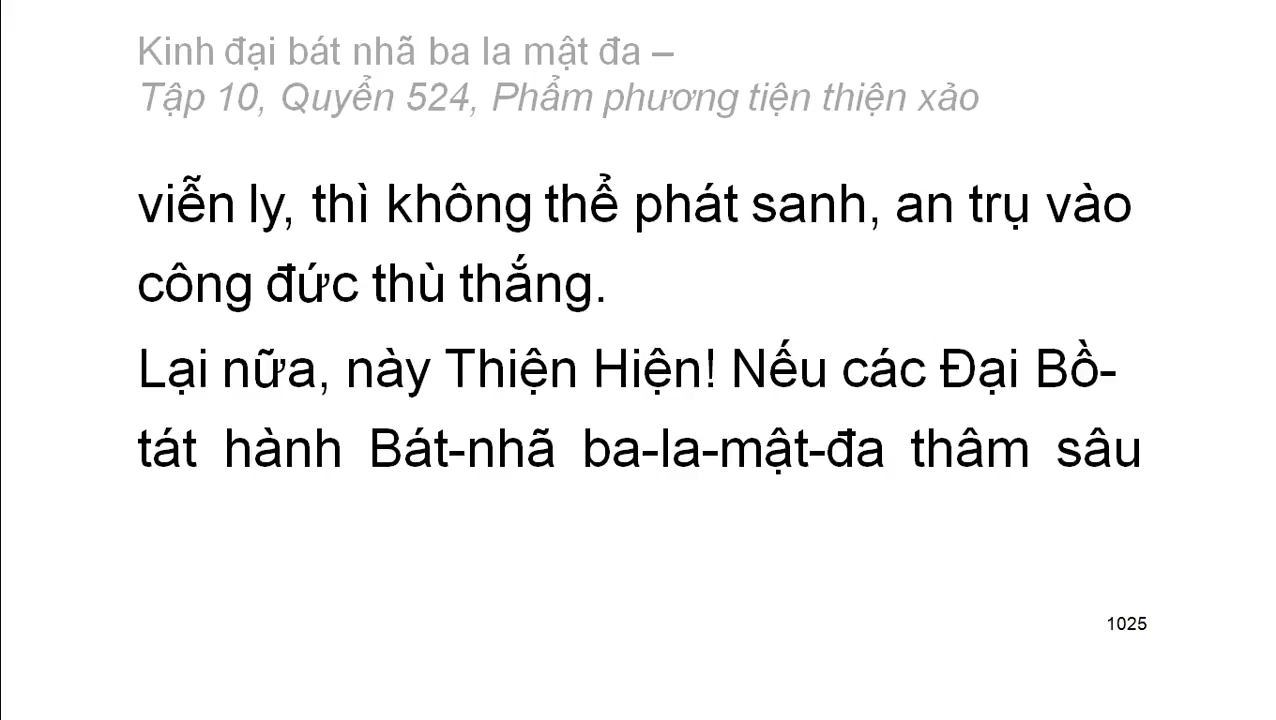 Kinh đại bát nhã ba la mật đa –
Tập 10, Quyển 524, Phẩm phương tiện thiện xảo
viễn ly, thì không thể phát sanh, an trụ vào
công đức thù thắng.
Lại nữa, này Thiện Hiện! Nếu các Đại Bồ-
tát hành Bát-nhã ba-la-mật-đa thâm sâu
1025